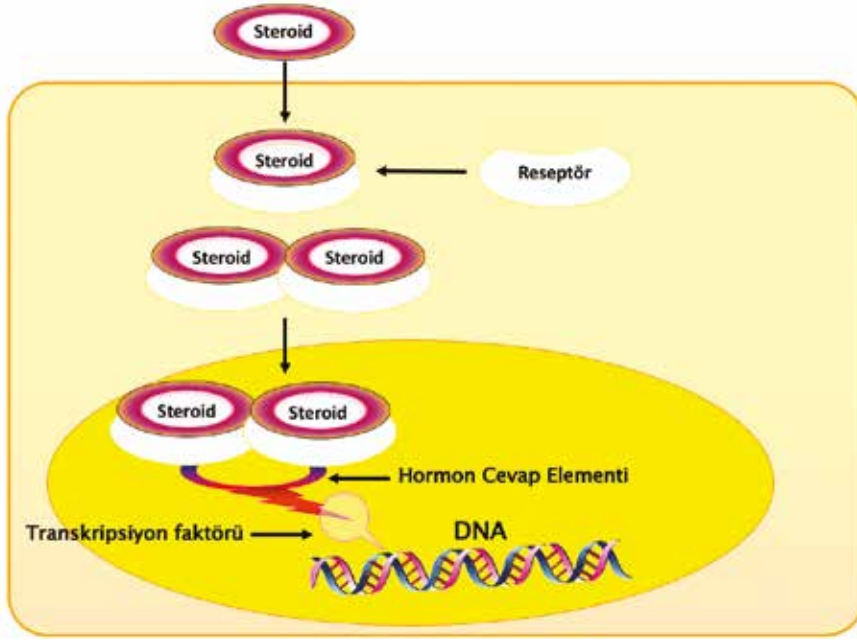 Steroid
Steroid
Reseptör
Steroid
Steroid
Steroid
Steroid
Hormon Cevap Elementi
Transkripsiyon faktörü
DNA